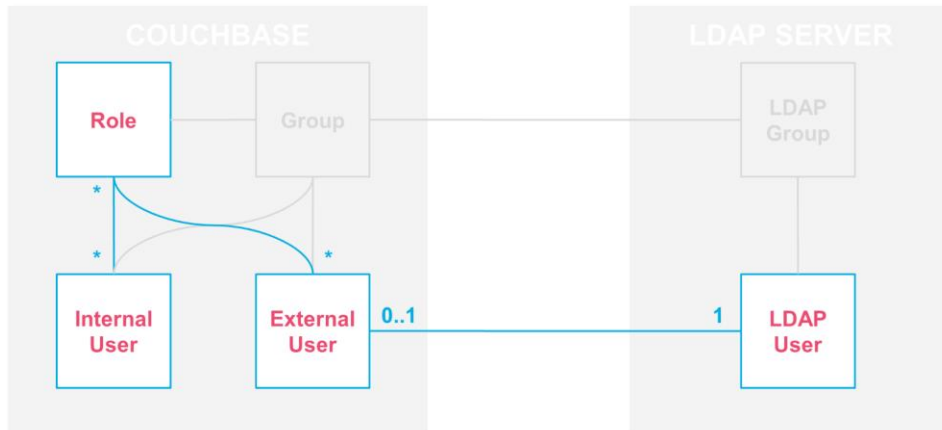 COUCHBASE
LDAP SERVER
Role
Group
LDAP
Group
*
*
*
Internal
User
External
User
0..1
1
LDAP
User